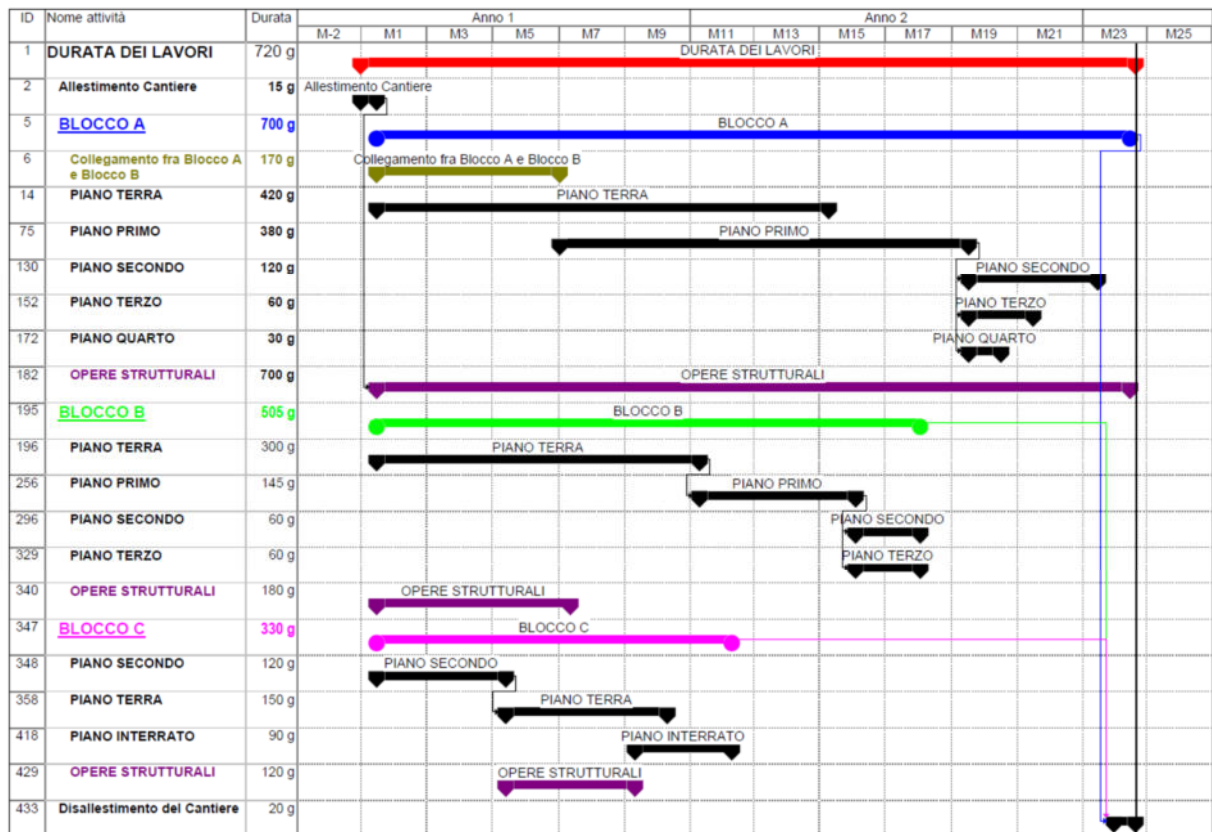 ID Nome attività Durata Anno 1 Anno 2
M-2 M1 M3 M5 M7 M9 M11 M13 M15 M17 M19 M21 M23 M25
1 DURATA DEI LAVORI 720 g DURATA DEI LAVORI
2 Allestimento Cantiere 15 g Allestimento Cantiere
5 BLOCCO A 700 g BLOCCO A
6 Collegamento fra Blocco A 170 g Collegamento fra Blocco A e Blocco B
e Blocco B
14 PIANO TERRA 420 g PIANO TERRA
75 PIANO PRIMO 380 g PIANO PRIMO
130 PIANO SECONDO 120 g PIANO SECONDO
152 PIANO TERZO 60 g PIANO TERZO
172 PIANO QUARTO 30 g PIANO QUARTO
182 OPERE STRUTTURALI 700 g OPERE STRUTTURALI
195 BLOCCO B 505 g BLOCCO B
196 PIANO TERRA 300 g PIANO TERRA
256 PIANO PRIMO 145 g PIANO PRIMO
296 PIANO SECONDO 60 g PIANO SECONDO
329 PIANO TERZO 60 g PIANO TERZO
340 OPERE STRUTTURALI 180 g OPERE STRUTTURALI
347 BLOCCO C 330 g BLOCCO C
348 PIANO SECONDO 120 g PIANO SECONDO
358 PIANO TERRA 150 g PIANO TERRA
418 PIANO INTERRATO 90 g PIANO INTERRATO
429 OPERE STRUTTURALI 120 g OPERE STRUTTURALI
433 Disallestimento del Cantiere 20 g